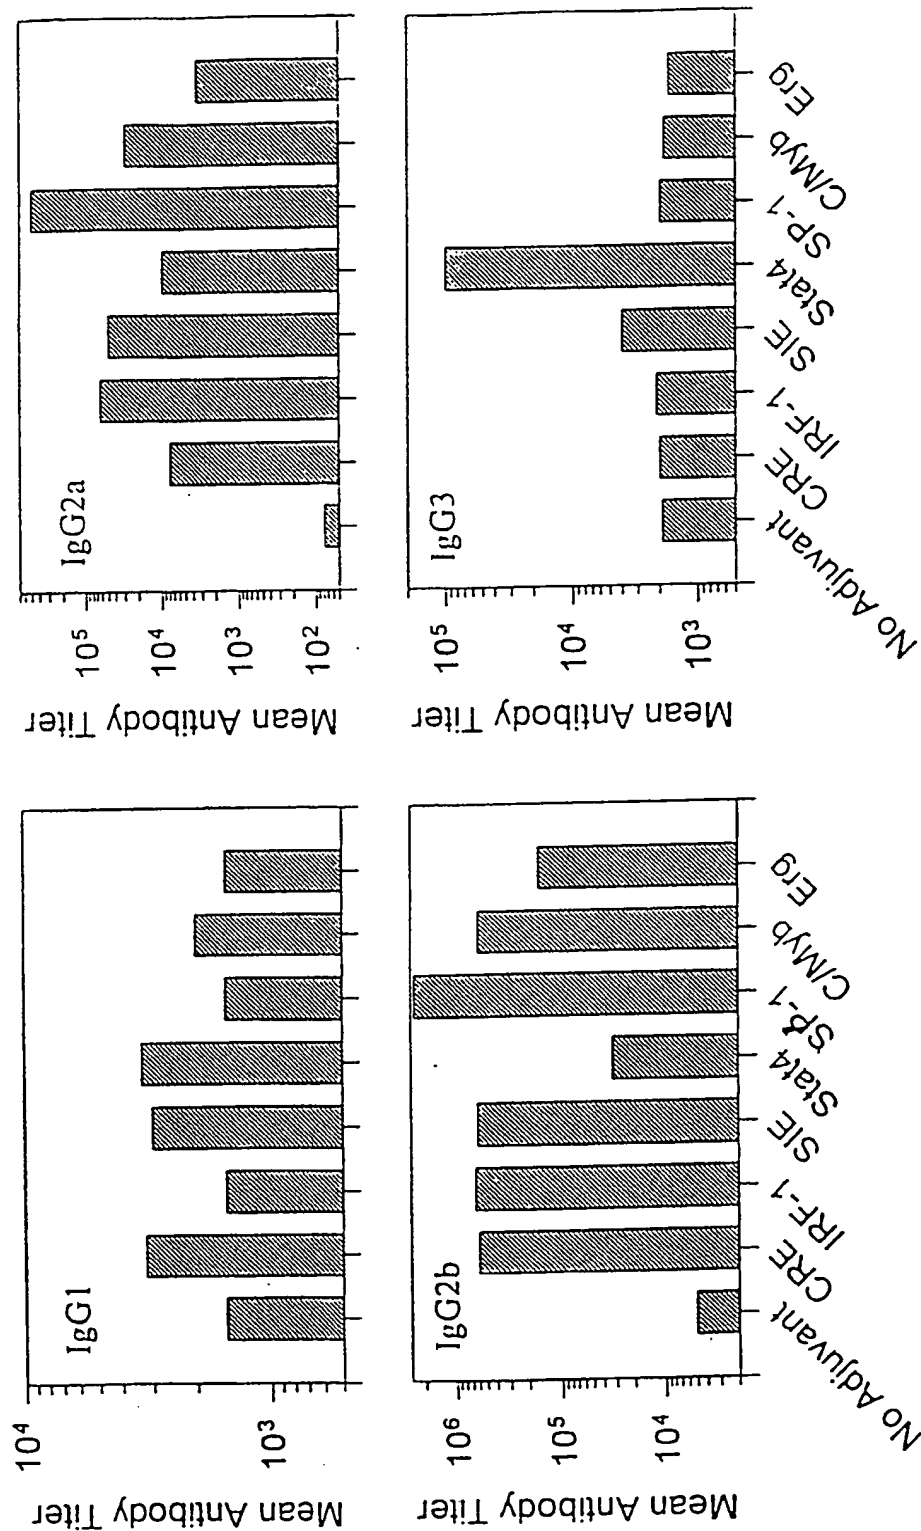 IgG1
Mean Antibody Titer
10⁴
10³
IgG2a
Mean Antibody Titer
10⁵
10⁴
10³
10²
IgG2b
Mean Antibody Titer
10⁶
10⁵
10⁴
No Adjuvant
CRE
IRF-1
SIE
Stat4
SP-1
C/Myb
Erg
IgG3
Mean Antibody Titer
10⁵
10⁴
10³
No Adjuvant
CRE
IRF-1
SIE
Stat4
SP-1
C/Myb
Erg